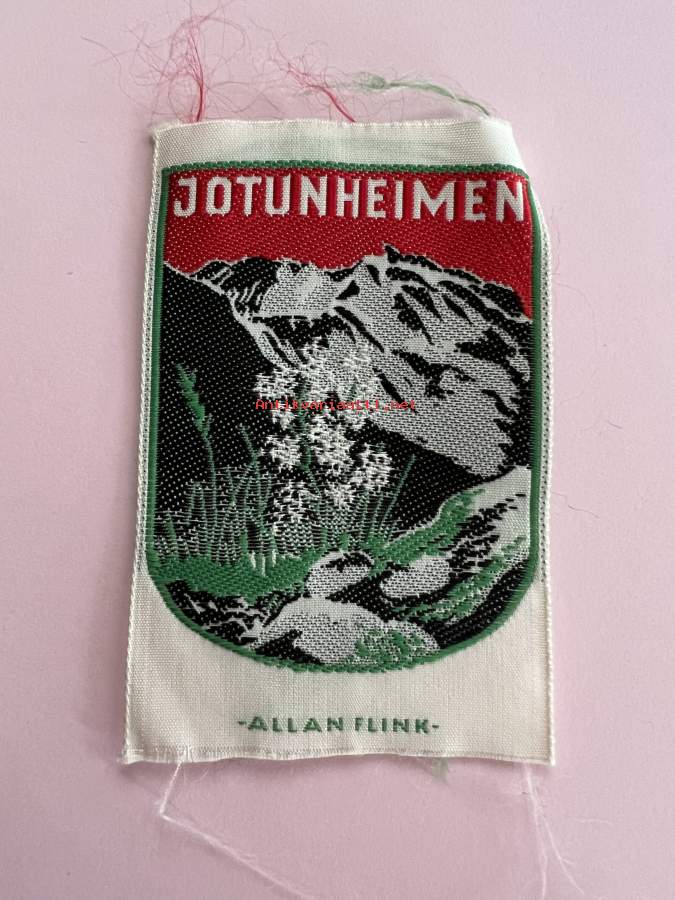 JOTUNHEIMEN
Antikvariaatti.net
-ALLAN FLINK-